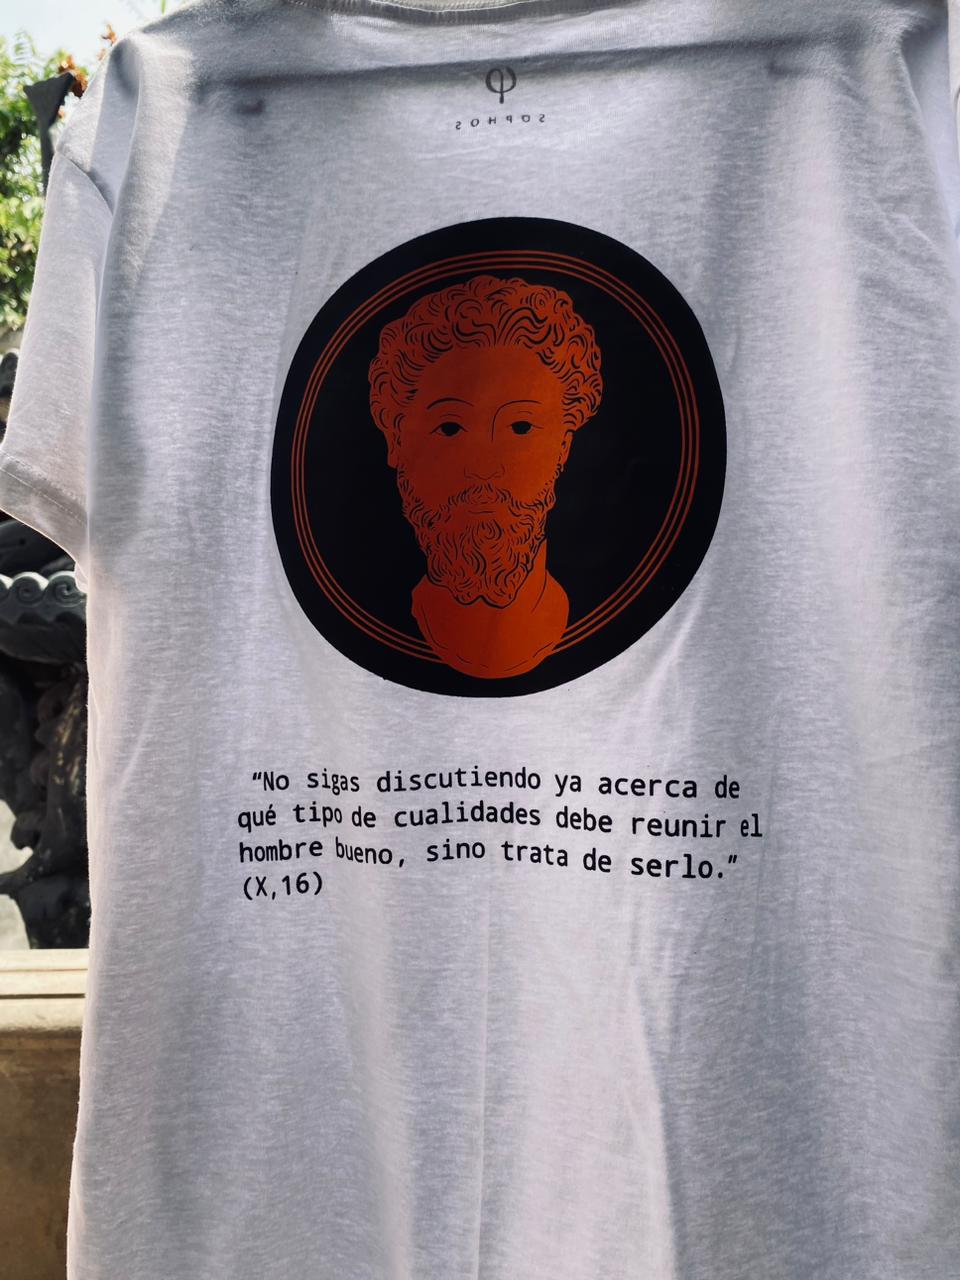 φ
SOPHOS
“No sigas discutiendo ya acerca de
qué tipo de cualidades debe reunir el
hombre bueno, sino trata de serlo.”
(X,16)